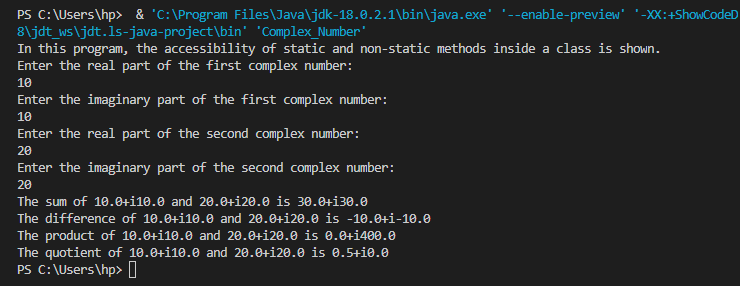 PS C:\Users\hp>  & 'C:\Program Files\Java\jdk-18.0.2.1\bin\java.exe' '--enable-preview' '-XX:+ShowCodeD
8\jdt_ws\jdt.ls-java-project\bin' 'Complex_Number'
In this program, the accessibility of static and non-static methods inside a class is shown.
Enter the real part of the first complex number:
10
Enter the imaginary part of the first complex number:
10
Enter the real part of the second complex number:
20
Enter the imaginary part of the second complex number:
20
The sum of 10.0+i10.0 and 20.0+i20.0 is 30.0+i30.0
The difference of 10.0+i10.0 and 20.0+i20.0 is -10.0+i-10.0
The product of 10.0+i10.0 and 20.0+i20.0 is 0.0+i400.0
The quotient of 10.0+i10.0 and 20.0+i20.0 is 0.5+i0.0
PS C:\Users\hp>